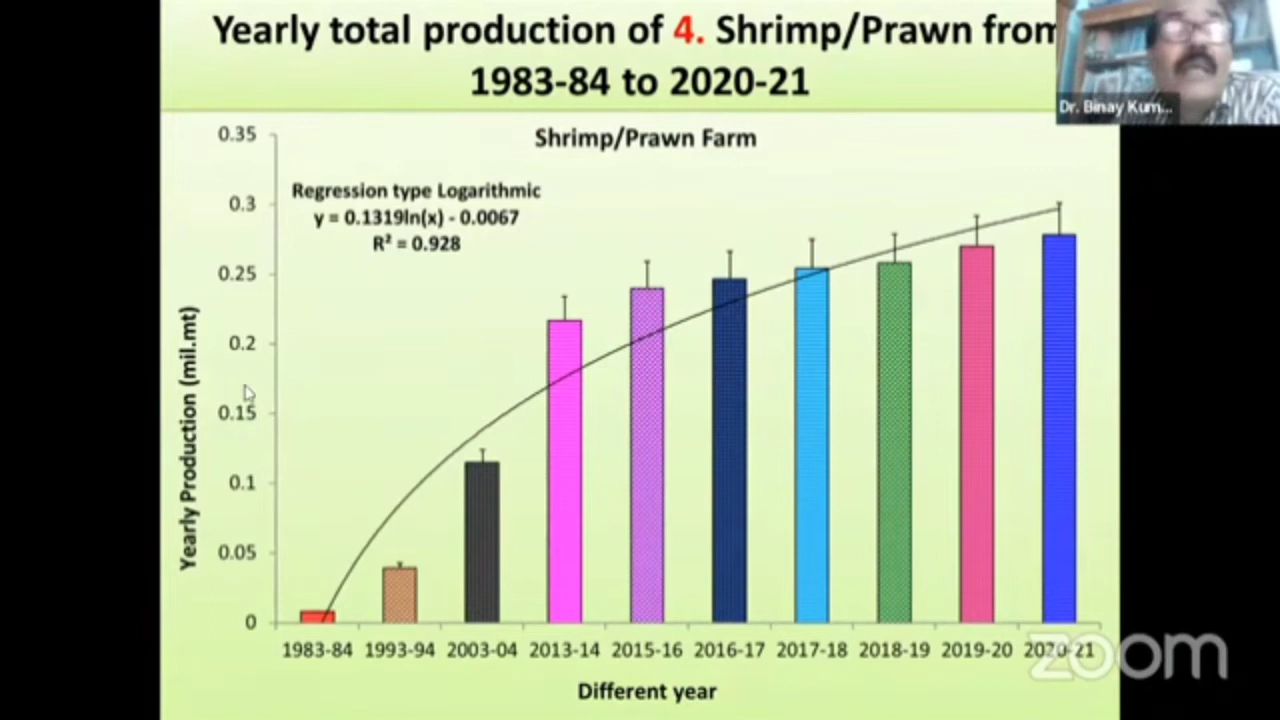 Yearly total production of 4. Shrimp/Prawn from
1983-84 to 2020-21
Dr. Binay Kum...
Shrimp/Prawn Farm
Regression type Logarithmic
y = 0.1319ln(x) - 0.0067
R² = 0.928
Yearly Production (mil.mt)
0.35
0.3
0.25
0.2
0.15
0.1
0.05
0
1983-84 1993-94 2003-04 2013-14 2015-16 2016-17 2017-18 2018-19 2019-20 2020-21
Different year
zoom